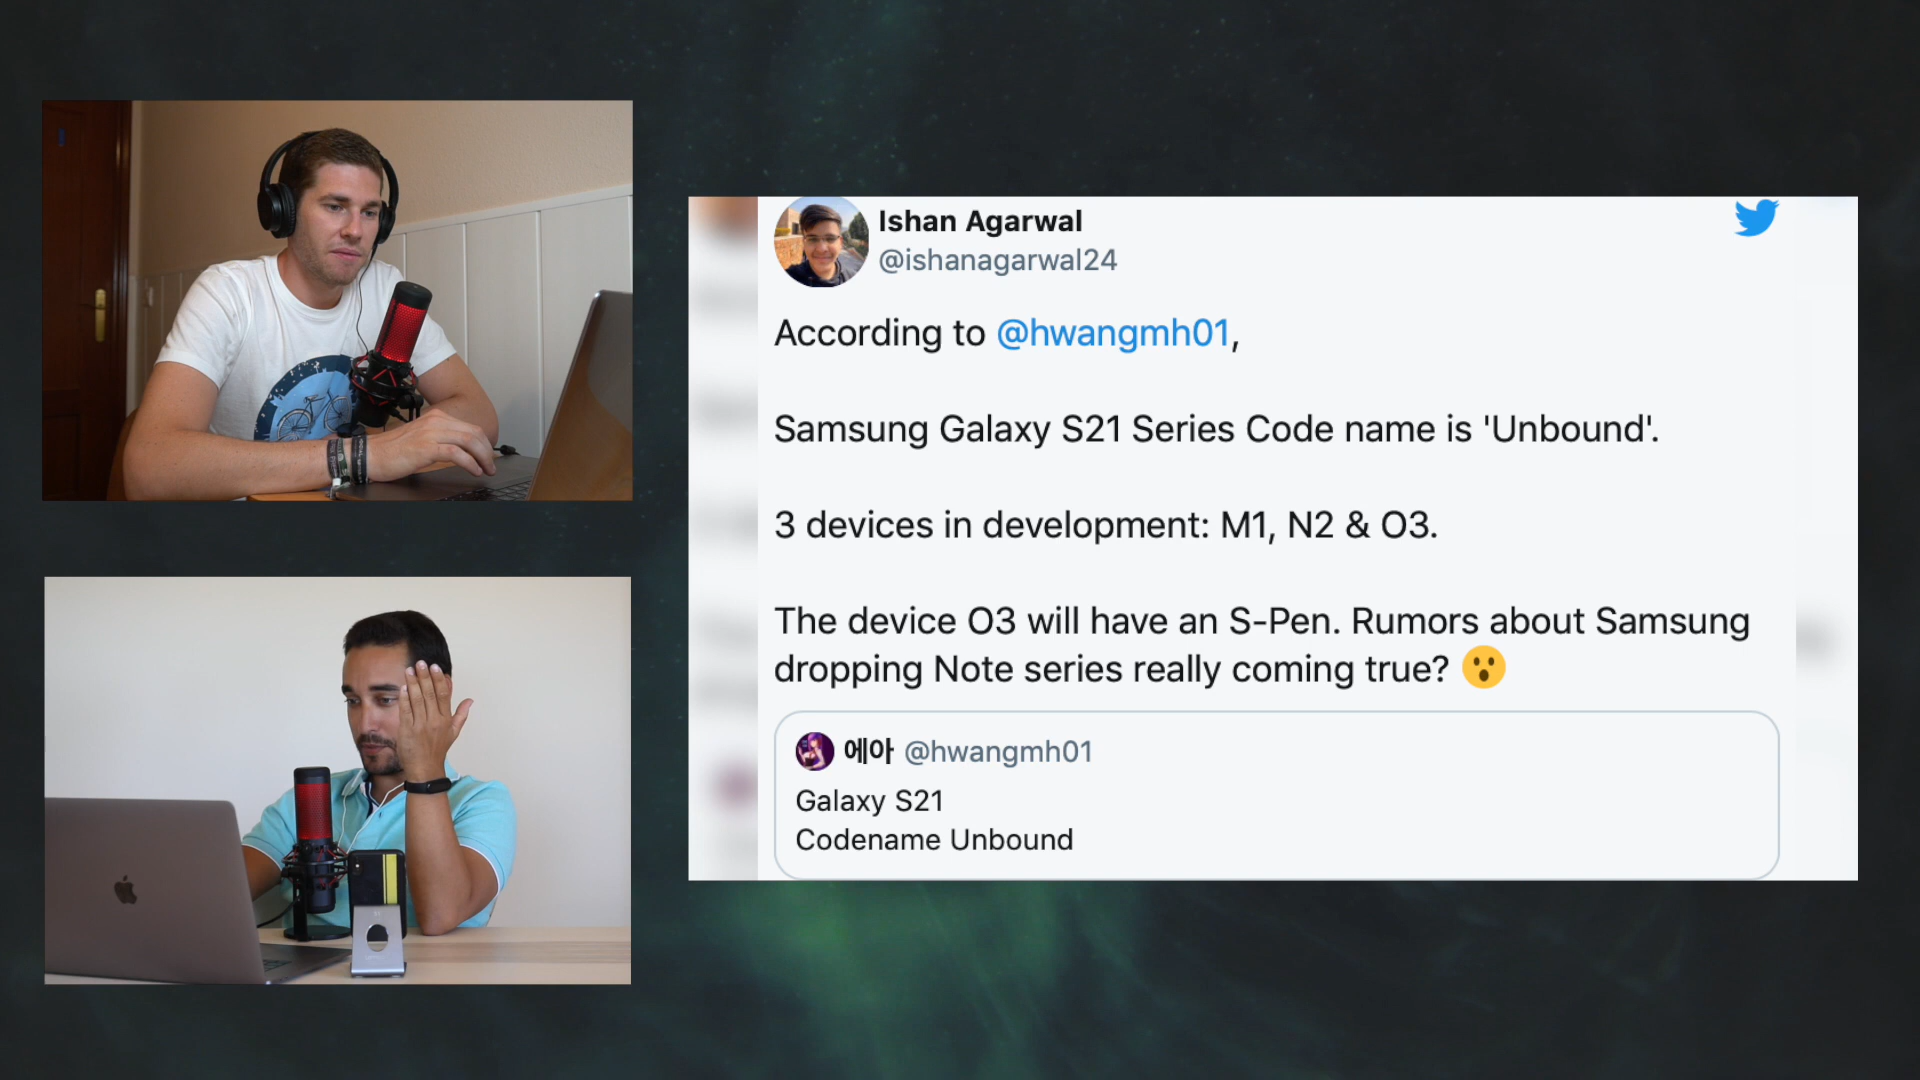 Ishan Agarwal
@ishanagarwal24
According to @hwangmh01,
Samsung Galaxy S21 Series Code name is 'Unbound'.
3 devices in development: M1, N2 & O3.
The device O3 will have an S-Pen. Rumors about Samsung
dropping Note series really coming true? 😮
에아 @hwangmh01
Galaxy S21
Codename Unbound